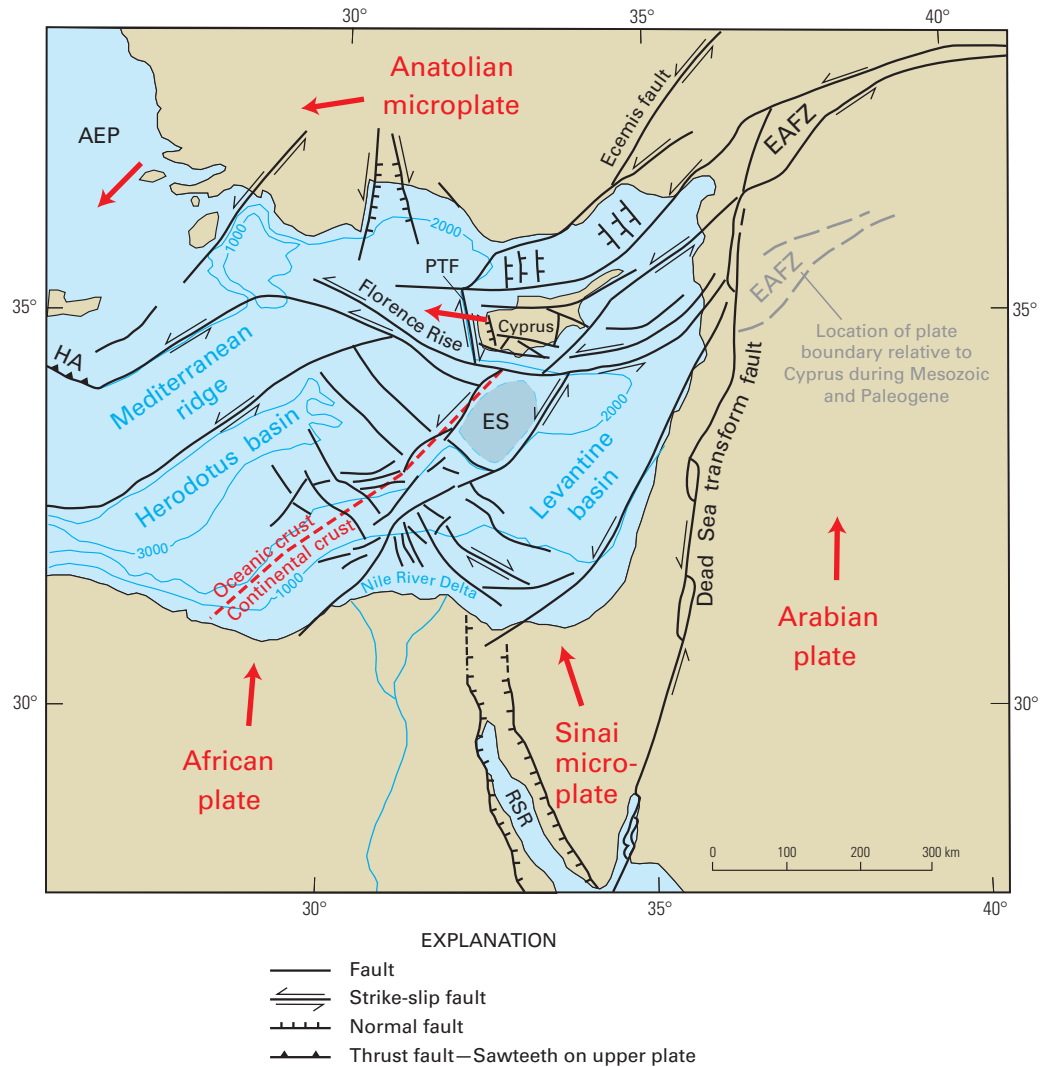 30°
35°
40°
Anatolian
microplate
AEP
Ecemis fault
EAFZ
1000
2000
PTF
EAFZ
35°
35°
Florence Rise
Cyprus
Location of plate
boundary relative to
Cyprus during Mesozoic
and Paleogene
HA
Mediterranean
ridge
ES
2000
Herodotus basin
Levantine
basin
Dead Sea transform fault
3000
Oceanic crust
Continental crust
1000
Nile River Delta
Arabian
plate
30°
30°
African
plate
Sinai
micro-
plate
RSR
0
100
200
300 km
30°
35°
40°
EXPLANATION
Fault
Strike-slip fault
Normal fault
Thrust fault—Sawteeth on upper plate